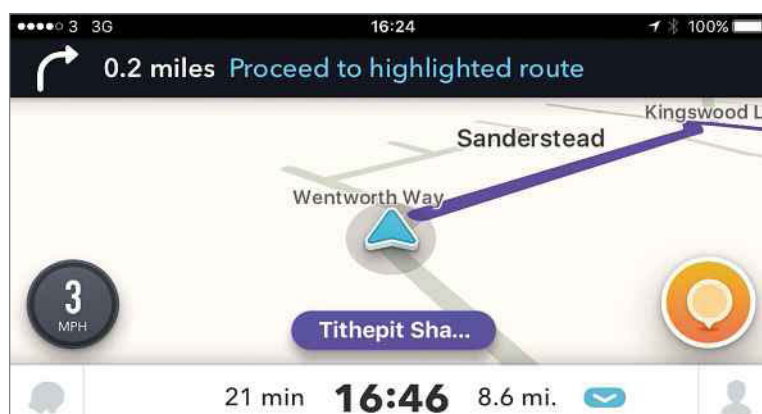 3 3G 16:24 100%
0.2 miles Proceed to highlighted route
Kingswood L
Sanderstead
Wentworth Way
3
MPH
Tithepit Sha...
21 min 16:46 8.6 mi.